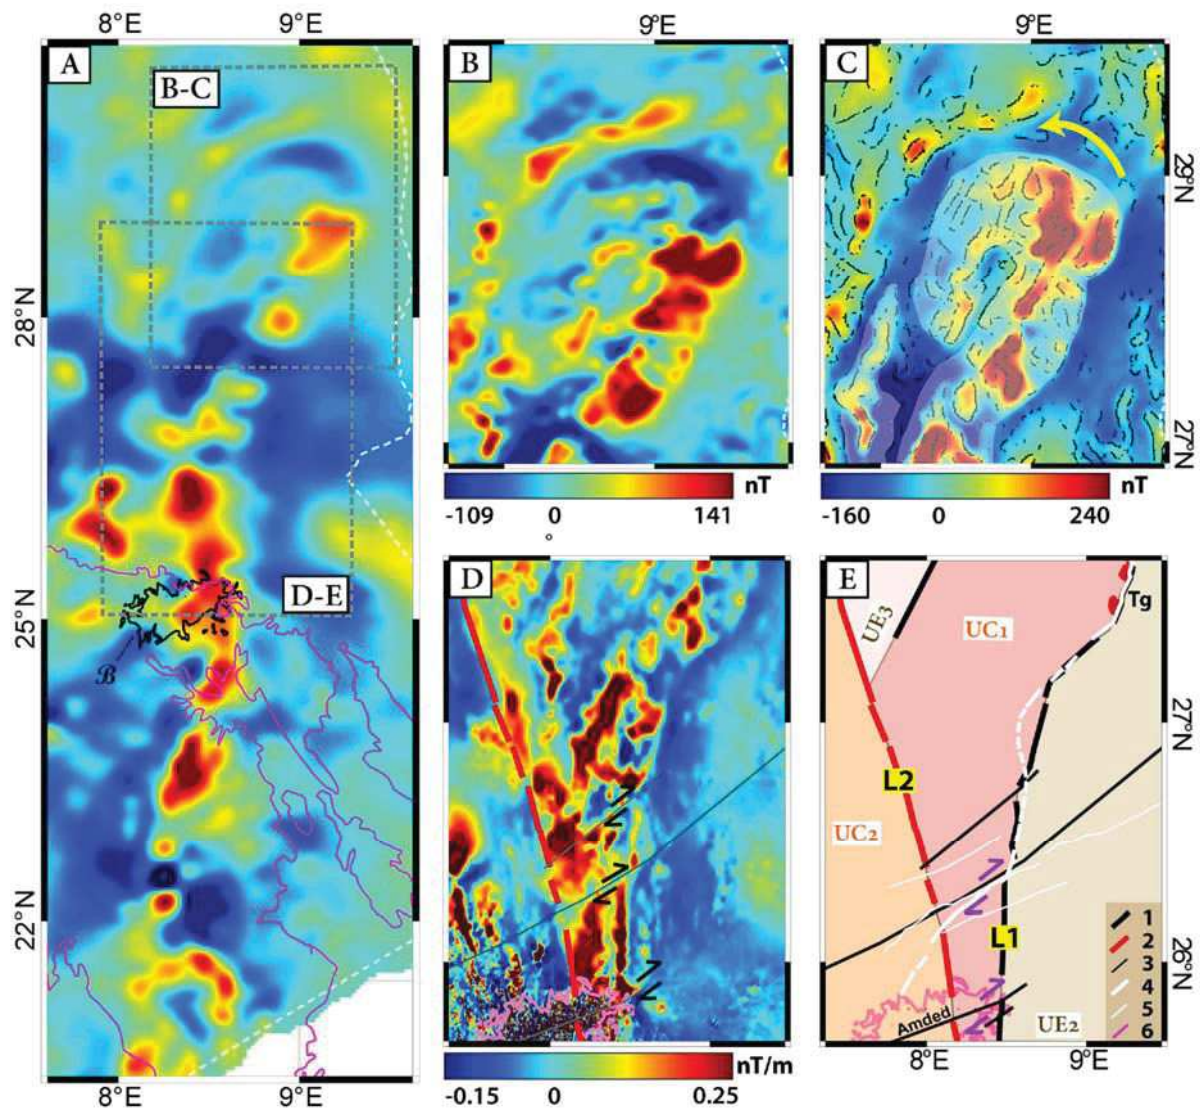 8°E 9°E
9°E
9°E
A
B-C
B
C
28°N
25°N
22°N
D-E
ℬ
8°E 9°E
29°N
27°N
nT
-109 0 141
°
nT
-160 0 240
D
nT/m
-0.15 0 0.25
E
Tg
UE3
UC1
L2
UC2
L1
UE2
Amded
1
2
3
4
5
6
27°N
26°N
8°E 9°E